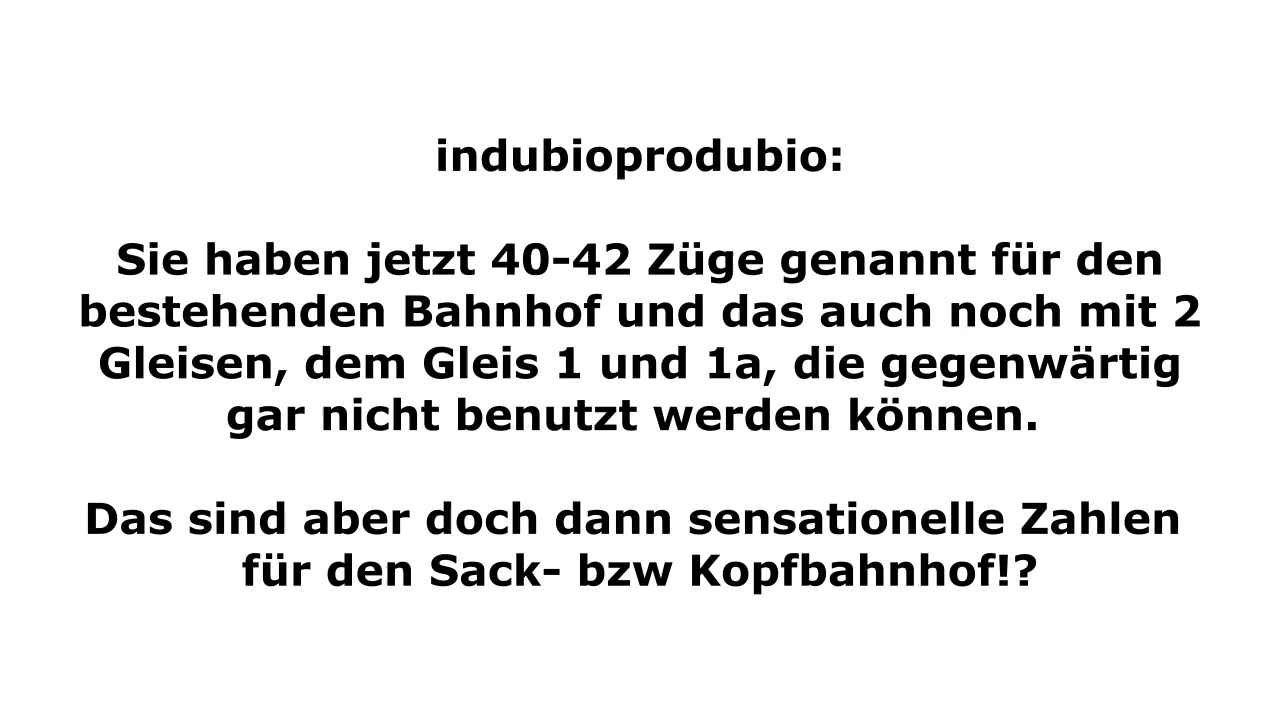 indubioprodubio:
Sie haben jetzt 40-42 Züge genannt für den
bestehenden Bahnhof und das auch noch mit 2
Gleisen, dem Gleis 1 und 1a, die gegenwärtig
gar nicht benutzt werden können.
Das sind aber doch dann sensationelle Zahlen
für den Sack- bzw Kopfbahnhof!?